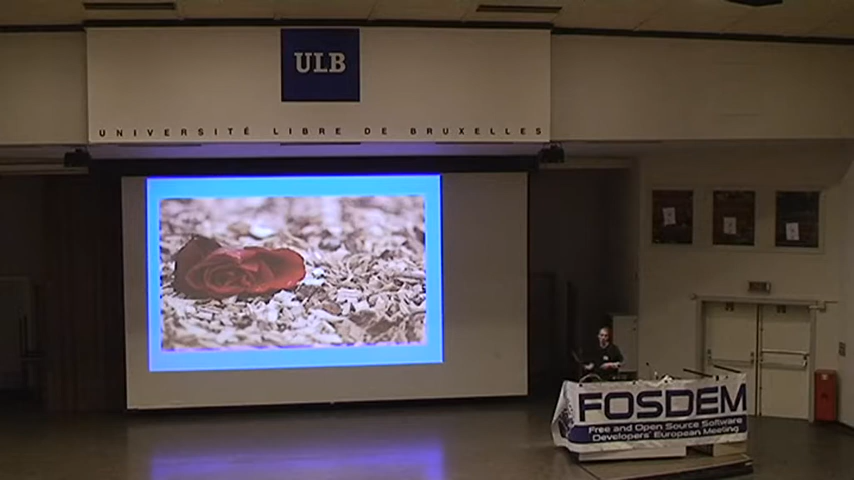 ULB
UNIVERSITÉ LIBRE DE BRUXELLES
FOSDEM
Free and Open Source Software
Developers' European Meeting